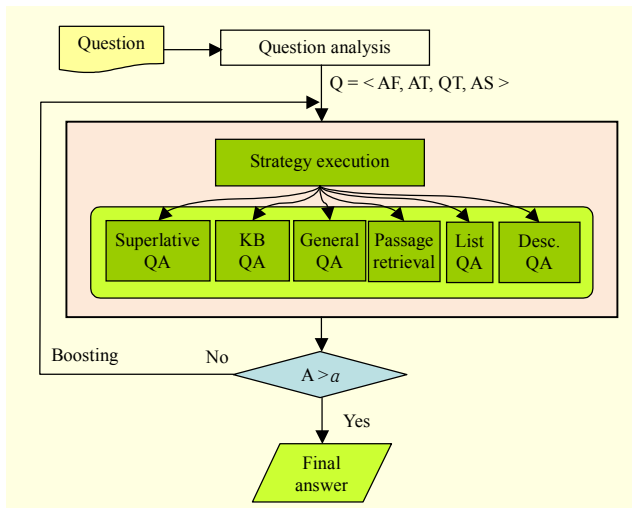 Question
Question analysis
Q = < AF, AT, QT, AS >
Strategy execution
Superlative
QA
KB
QA
General
QA
Passage
retrieval
List
QA
Desc.
QA
Boosting
No
A > a
Yes
Final
answer